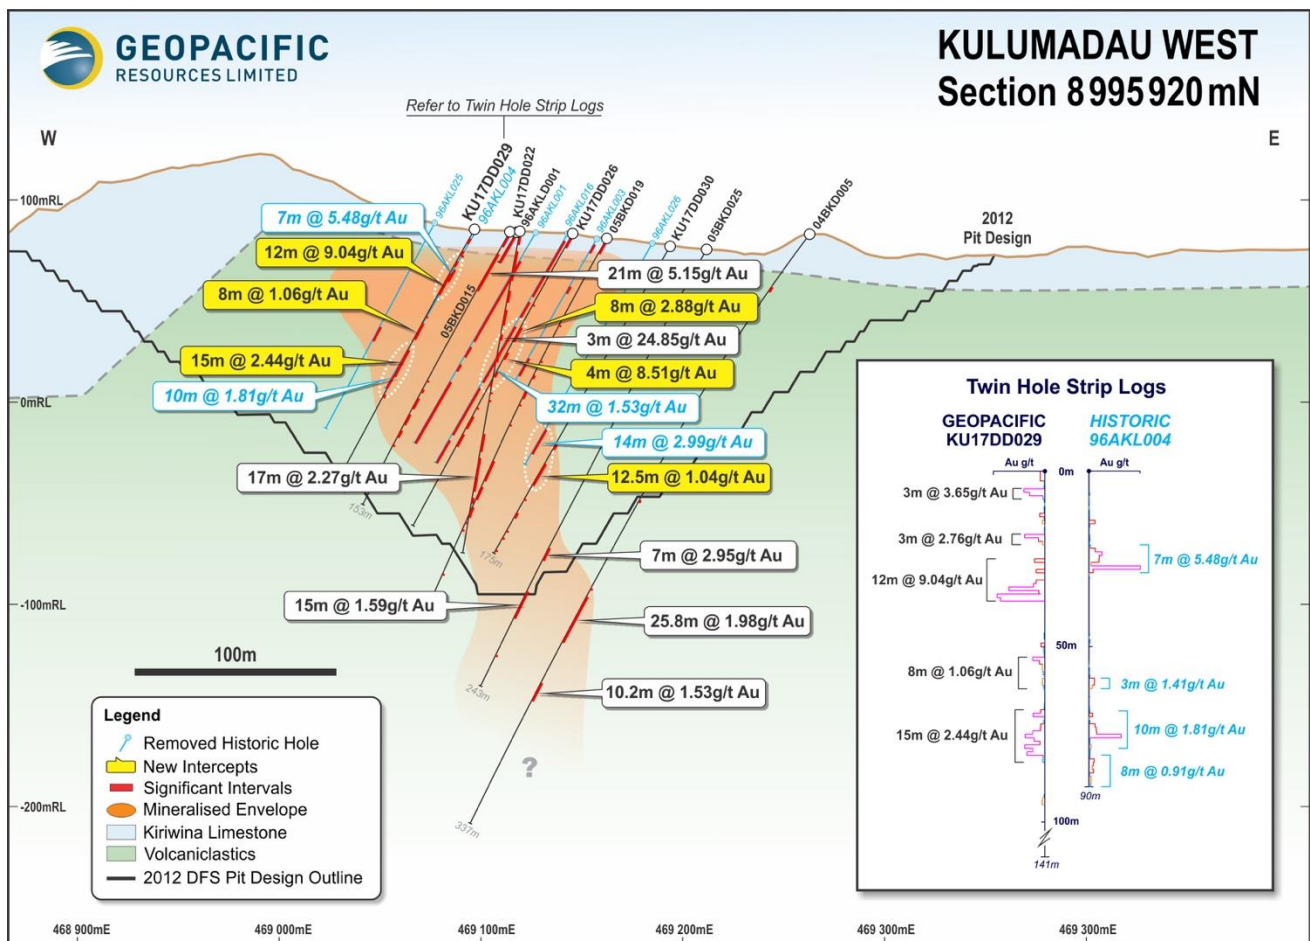 GEOPACIFIC
RESOURCES LIMITED
KULUMADAU WEST
Section 8 995 920 mN
Refer to Twin Hole Strip Logs
W
E
96AKL025
KU17DD029
96AKL004
KU17DD022
96AKLD001
96AKL001
96AKL016
KU17DD026
96AKL003
05BKD019
96AKL026
KU17DD030
05BKD025
04BKD005
05BKD015
2012
Pit Design
100mRL
0mRL
-100mRL
-200mRL
7m @ 5.48g/t Au
12m @ 9.04g/t Au
8m @ 1.06g/t Au
15m @ 2.44g/t Au
10m @ 1.81g/t Au
17m @ 2.27g/t Au
15m @ 1.59g/t Au
21m @ 5.15g/t Au
8m @ 2.88g/t Au
3m @ 24.85g/t Au
4m @ 8.51g/t Au
32m @ 1.53g/t Au
14m @ 2.99g/t Au
12.5m @ 1.04g/t Au
7m @ 2.95g/t Au
25.8m @ 1.98g/t Au
10.2m @ 1.53g/t Au
153m
175m
243m
337m
?
100m
Legend
Removed Historic Hole
New Intercepts
Significant Intervals
Mineralised Envelope
Kiriwina Limestone
Volcaniclastics
2012 DFS Pit Design Outline
Twin Hole Strip Logs
GEOPACIFIC
KU17DD029
HISTORIC
96AKL004
Au g/t
0m
Au g/t
3m @ 3.65g/t Au
3m @ 2.76g/t Au
12m @ 9.04g/t Au
7m @ 5.48g/t Au
50m
8m @ 1.06g/t Au
3m @ 1.41g/t Au
15m @ 2.44g/t Au
10m @ 1.81g/t Au
8m @ 0.91g/t Au
90m
100m
141m
468 900mE
469 000mE
469 100mE
469 200mE
469 300mE
469 300mE